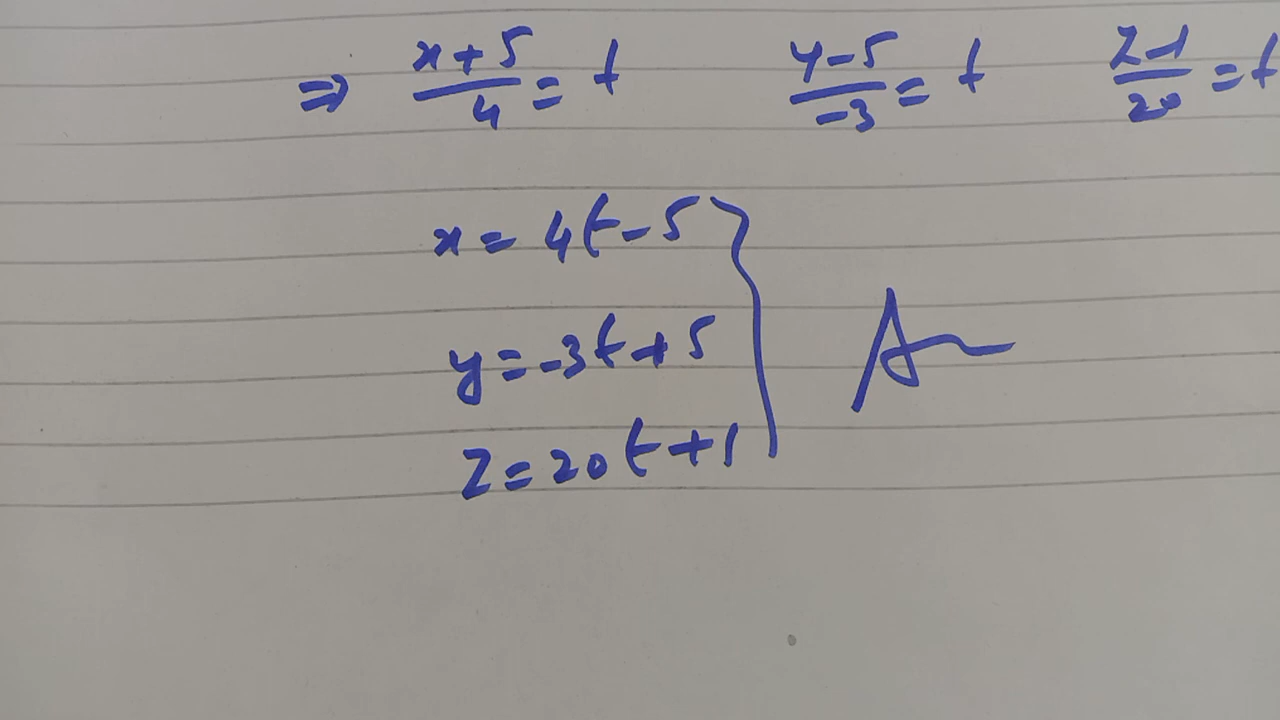 ⇒ x+5/4 = t y-5/-3 = t z-1/20 = t
x = 4t-5
y = -3t+5
z = 20t+1